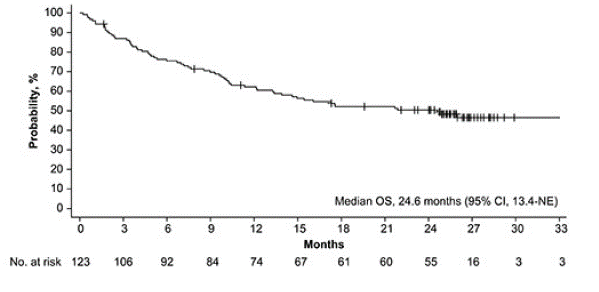 100
90
80
70
60
50
40
30
20
10
0
Probability, %
Median OS, 24.6 months (95% CI, 13.4-NE)
0 3 6 9 12 15 18 21 24 27 30 33
Months
No. at risk 123 106 92 84 74 67 61 60 55 16 3 3